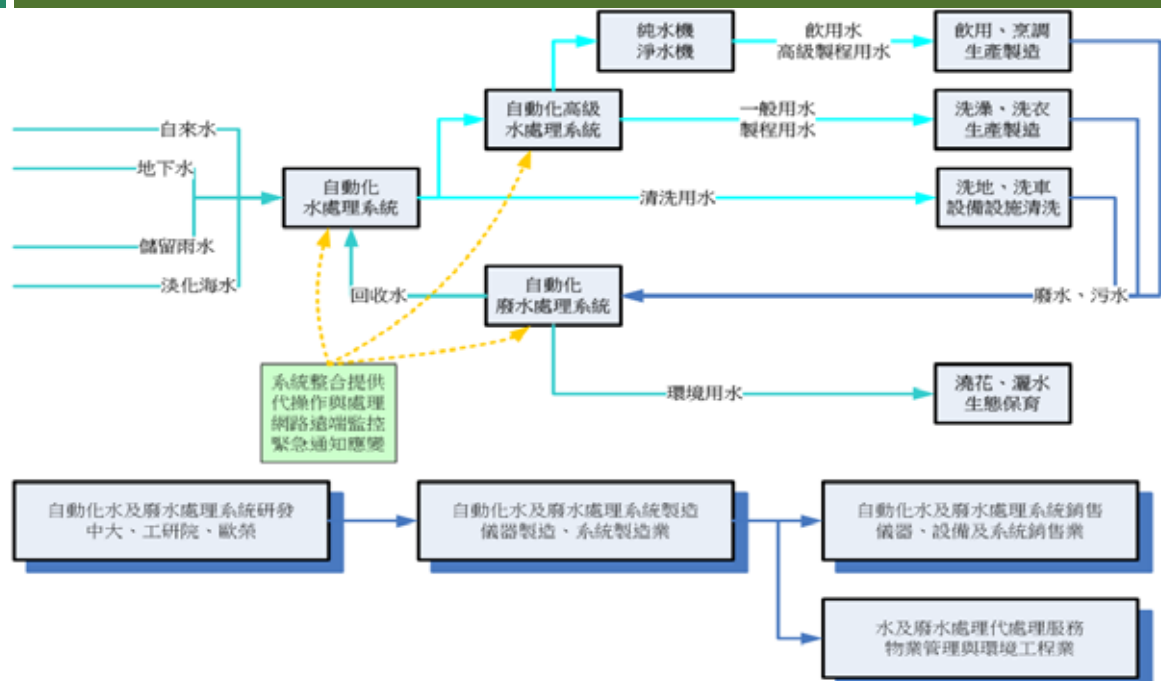 純水機
淨水機
飲用水
高級製程用水
飲用、烹調
生產製造
自動化高級
水處理系統
一般用水
製程用水
洗澡、洗衣
生產製造
自來水
地下水
儲留雨水
淡化海水
自動化
水處理系統
清洗用水
洗地、洗車
設備設施清洗
回收水
自動化
廢水處理系統
廢水、污水
系統整合提供
代操作與處理
網路遠端監控
緊急通知應變
環境用水
澆花、灑水
生態保育
自動化水及廢水處理系統研發
中大、工研院、歐榮
自動化水及廢水處理系統製造
儀器製造、系統製造業
自動化水及廢水處理系統銷售
儀器、設備及系統銷售業
水及廢水處理代處理服務
物業管理與環境工程業